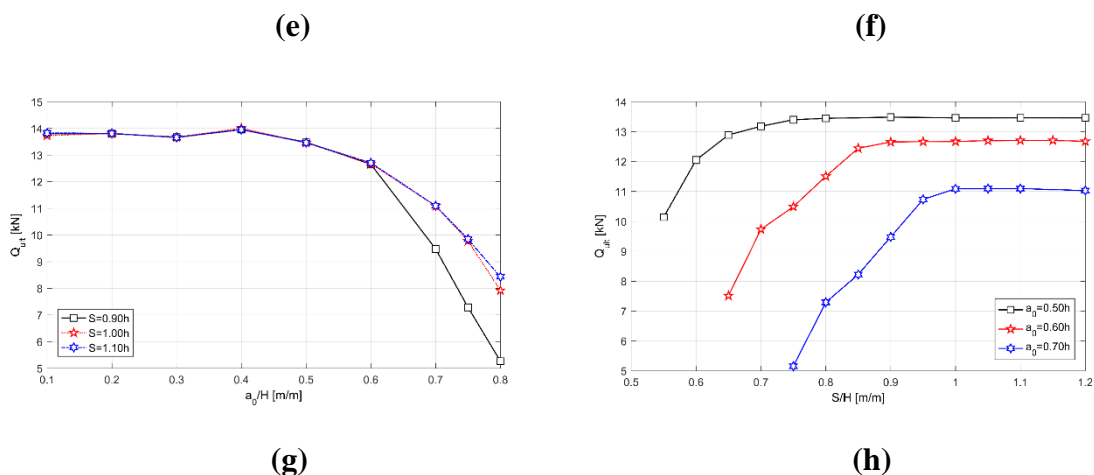 (e)
(f)
15
14
13
12
11
10
9
8
7
6
5
Q_ult [kN]
S=0.90h
S=1.00h
S=1.10h
0.1 0.2 0.3 0.4 0.5 0.6 0.7 0.8
a_0/H [m/m]
14
13
12
11
10
9
8
7
6
5
Q_ult [kN]
a_0=0.50h
a_0=0.60h
a_0=0.70h
0.5 0.6 0.7 0.8 0.9 1 1.1 1.2
S/H [m/m]
(g)
(h)